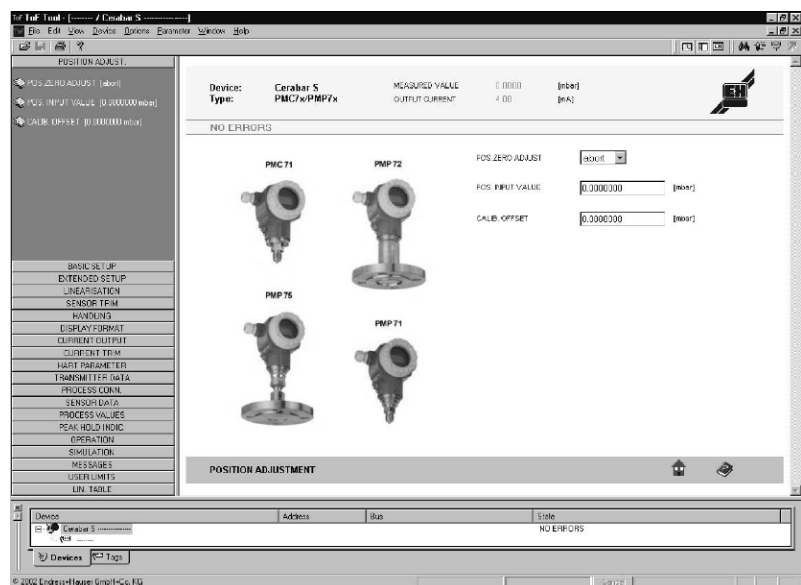 ToF Tool - [-------- / Cerabar S ---------------]
File Edit View Device Options Parameter Window Help
POSITION ADJUST.
POS.ZERO ADJUST [abort]
POS. INPUT VALUE [0.0000000 mbar]
CALIB. OFFSET [0.0000000 mbar]
BASIC SETUP
EXTENDED SETUP
LINEARISATION
SENSOR TRIM
HANDLING
DISPLAY FORMAT
CURRENT OUTPUT
CURRENT TRIM
HART PARAMETER
TRANSMITTER DATA
PROCESS CONN.
SENSOR DATA
PROCESS VALUES
PEAK HOLD INDIC.
OPERATION
SIMULATION
MESSAGES
USER LIMITS
LIN. TABLE
Device: Cerabar S MEASURED VALUE 0.0000 [mbar]
Type: PMC7x/PMP7x OUTPUT CURRENT 4.00 [mA]
EH
NO ERRORS
PMC 71 PMP 72
PMP 75
PMP 71
POS.ZERO ADJUST abort
POS. INPUT VALUE 0.0000000 [mbar]
CALIB. OFFSET 0.0000000 [mbar]
POSITION ADJUSTMENT
Device Address Bus State
Cerabar S -------------- NO ERRORS
Devices Tags
© 2002 Endress+Hauser GmbH+Co. KG Cancel